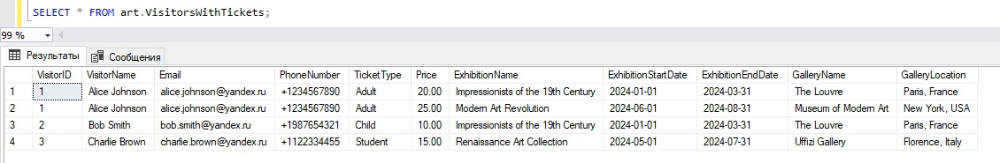 SELECT * FROM art.VisitorsWithTickets;
99 %
Результаты Сообщения
VisitorID VisitorName Email PhoneNumber TicketType Price ExhibitionName ExhibitionStartDate ExhibitionEndDate GalleryName GalleryLocation
1 1 Alice Johnson alice.johnson@yandex.ru +1234567890 Adult 20.00 Impressionists of the 19th Century 2024-01-01 2024-03-31 The Louvre Paris, France
2 1 Alice Johnson alice.johnson@yandex.ru +1234567890 Adult 25.00 Modern Art Revolution 2024-06-01 2024-08-31 Museum of Modern Art New York, USA
3 2 Bob Smith bob.smith@yandex.ru +1987654321 Child 10.00 Impressionists of the 19th Century 2024-01-01 2024-03-31 The Louvre Paris, France
4 3 Charlie Brown charlie.brown@yandex.ru +1122334455 Student 15.00 Renaissance Art Collection 2024-05-01 2024-07-31 Uffizi Gallery Florence, Italy